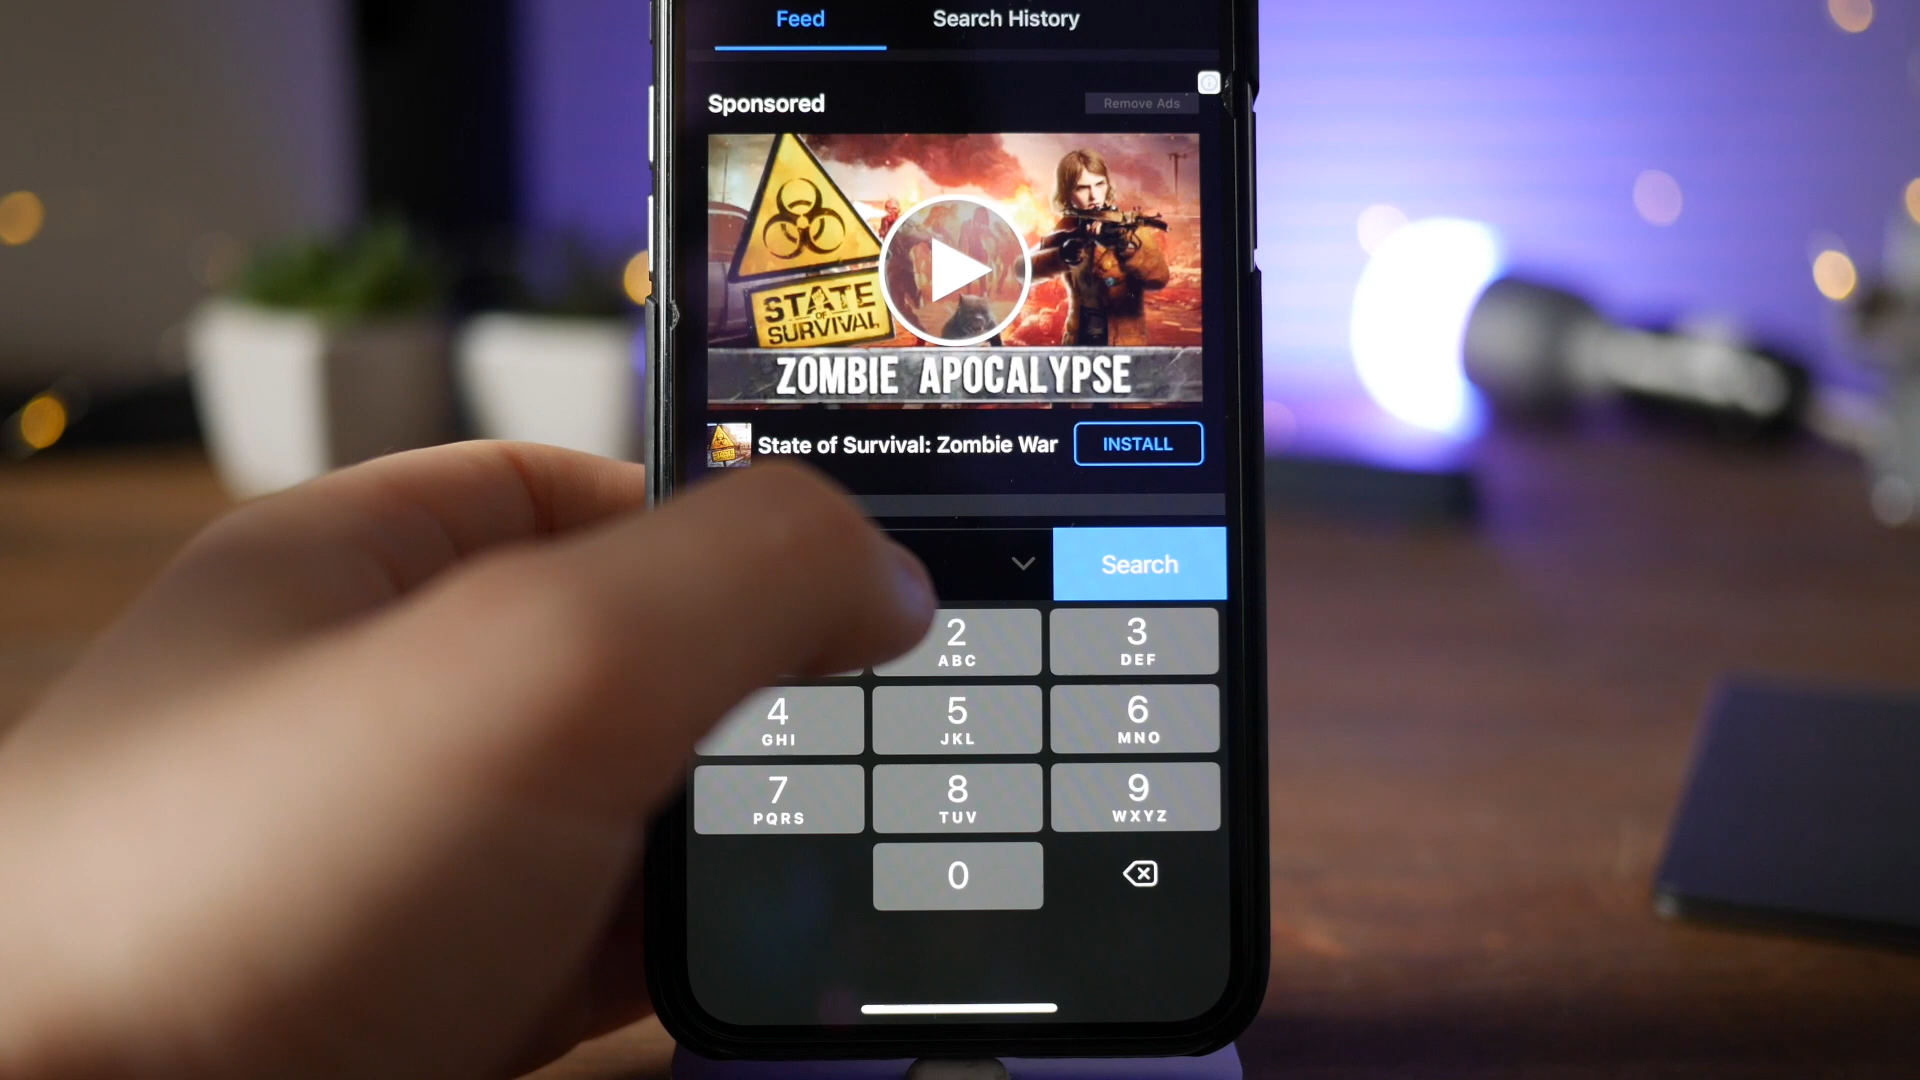 Feed
Search History
Sponsored
Remove Ads
STATE
OF
SURVIVAL
ZOMBIE APOCALYPSE
State of Survival: Zombie War
INSTALL
Search
2
ABC
3
DEF
4
GHI
5
JKL
6
MNO
7
PQRS
8
TUV
9
WXYZ
0